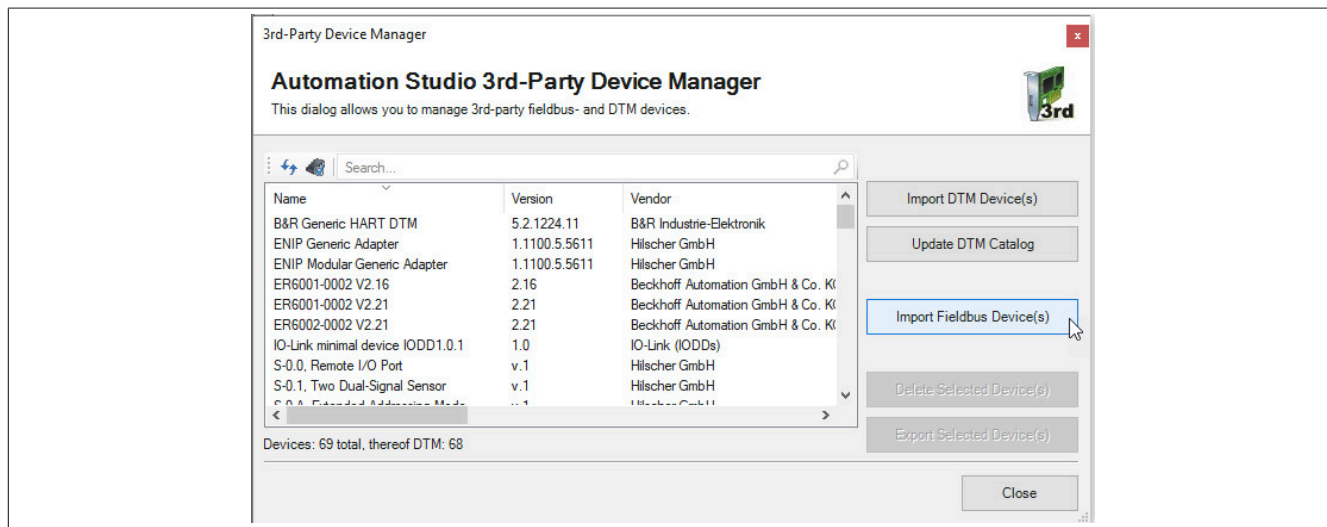 3rd-Party Device Manager
x
Automation Studio 3rd-Party Device Manager
This dialog allows you to manage 3rd-party fieldbus- and DTM devices.
3rd
Search...
Name Version Vendor
B&R Generic HART DTM 5.2.1224.11 B&R Industrie-Elektronik
ENIP Generic Adapter 1.1100.5.5611 Hilscher GmbH
ENIP Modular Generic Adapter 1.1100.5.5611 Hilscher GmbH
ER6001-0002 V2.16 2.16 Beckhoff Automation GmbH & Co.
ER6001-0002 V2.21 2.21 Beckhoff Automation GmbH & Co.
ER6002-0002 V2.21 2.21 Beckhoff Automation GmbH & Co.
IO-Link minimal device IODD1.0.1 1.0 IO-Link (IODDs)
S-0.0, Remote I/O Port v.1 Hilscher GmbH
S-0.1, Two Dual-Signal Sensor v.1 Hilscher GmbH
Import DTM Device(s)
Update DTM Catalog
Import Fieldbus Device(s)
Delete Selected Device(s)
Export Selected Device(s)
Devices: 69 total, thereof DTM: 68
Close